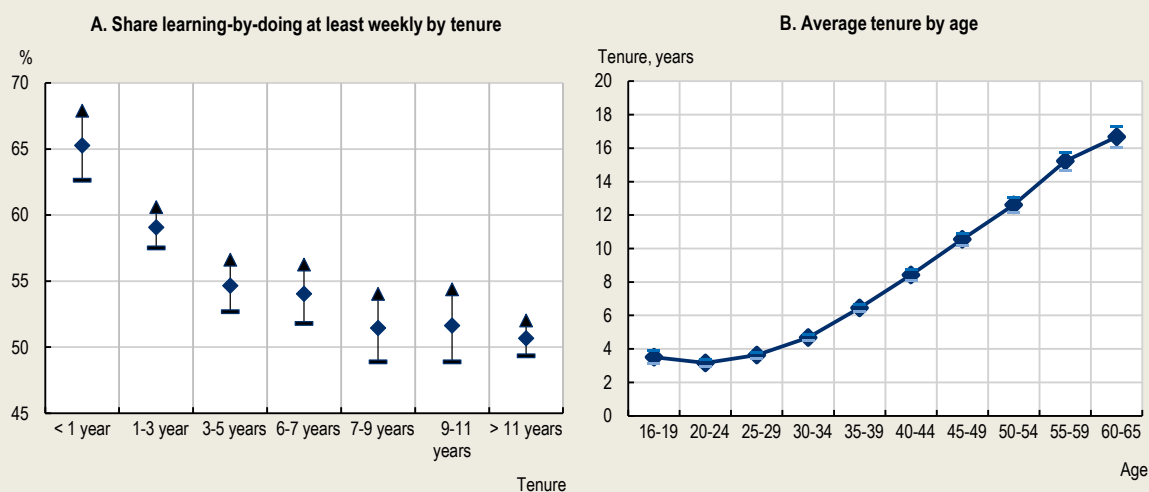 A. Share learning-by-doing at least weekly by tenure
%
70
65
60
55
50
45
< 1 year 1-3 year 3-5 years 6-7 years 7-9 years 9-11 years > 11 years
Tenure
B. Average tenure by age
Tenure, years
20
18
16
14
12
10
8
6
4
2
0
16-19 20-24 25-29 30-34 35-39 40-44 45-49 50-54 55-59 60-65
Age